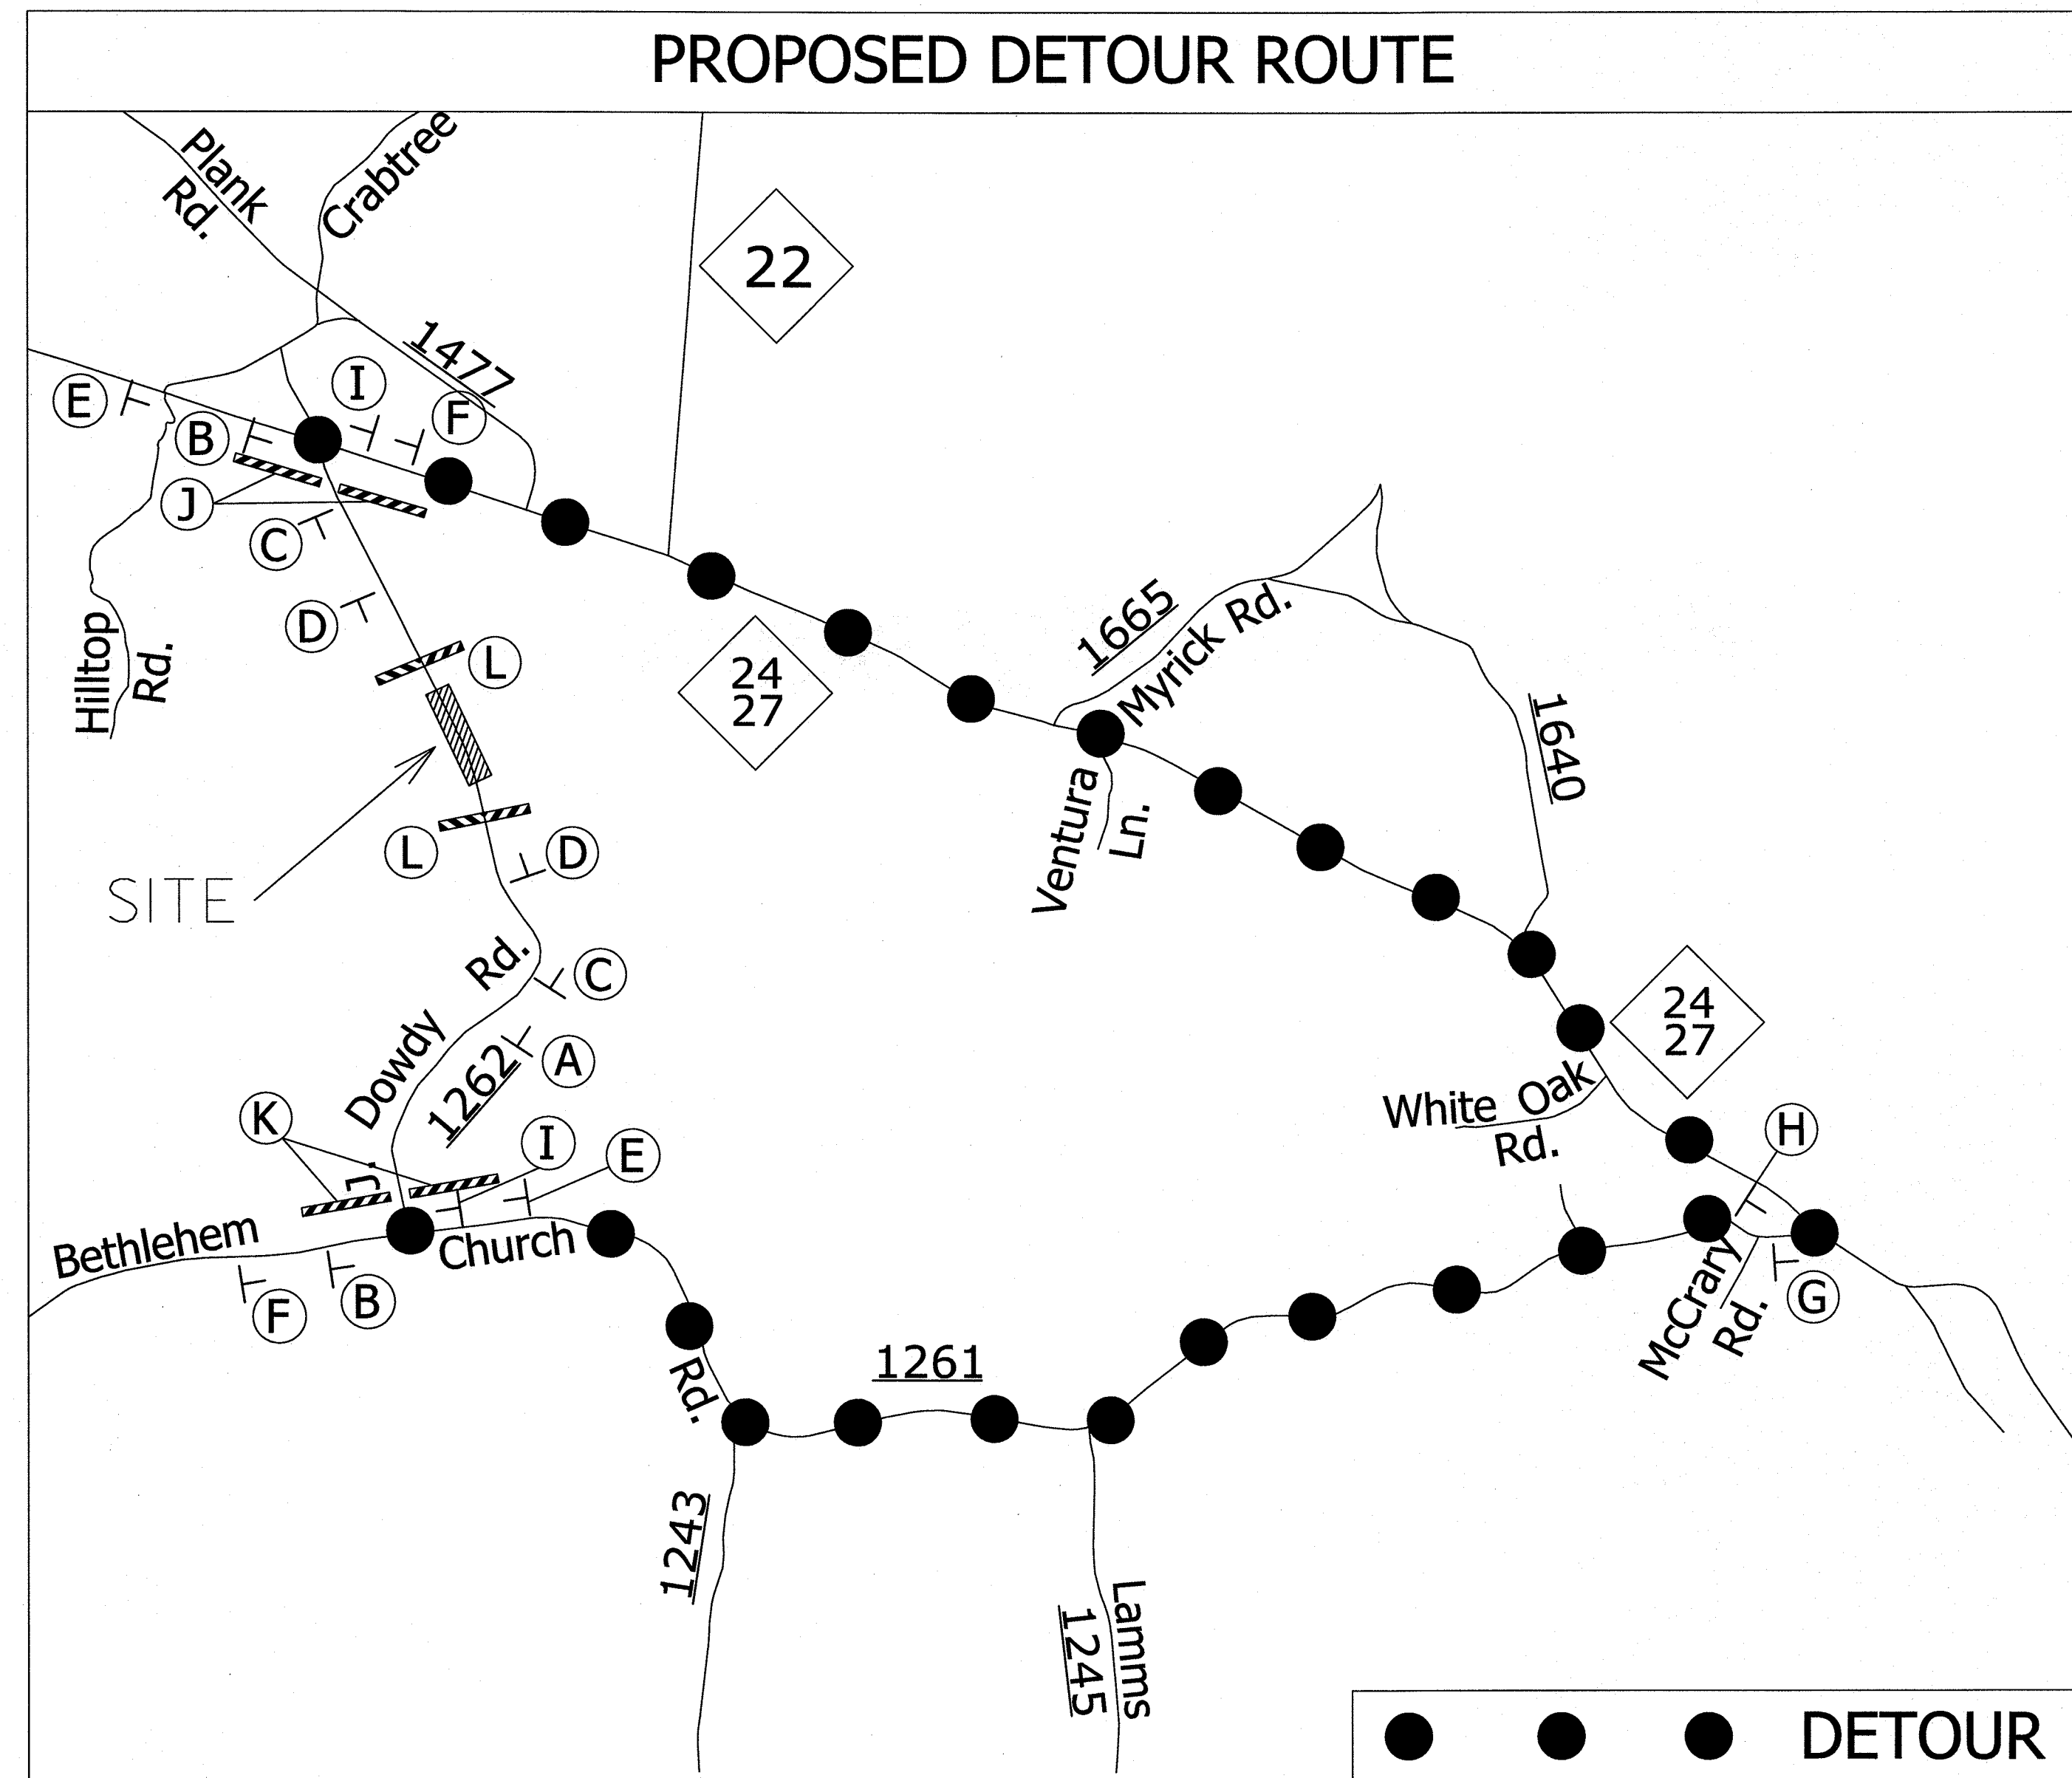 PROPOSED DETOUR ROUTE
Plank
Rd.
Crabtree
22
1477
E
I
F
B
J
C
D
L
Hilltop
Rd.
24
27
1665
Myrick Rd.
1640
Ventura
Ln.
SITE
L
D
Dowdy Rd.
C
1262
A
24
27
White Oak
Rd.
K
I
E
H
Bethlehem
Church
Rd.
F
B
McCrary
Rd.
G
1261
1243
1245
Lamms
DETOUR